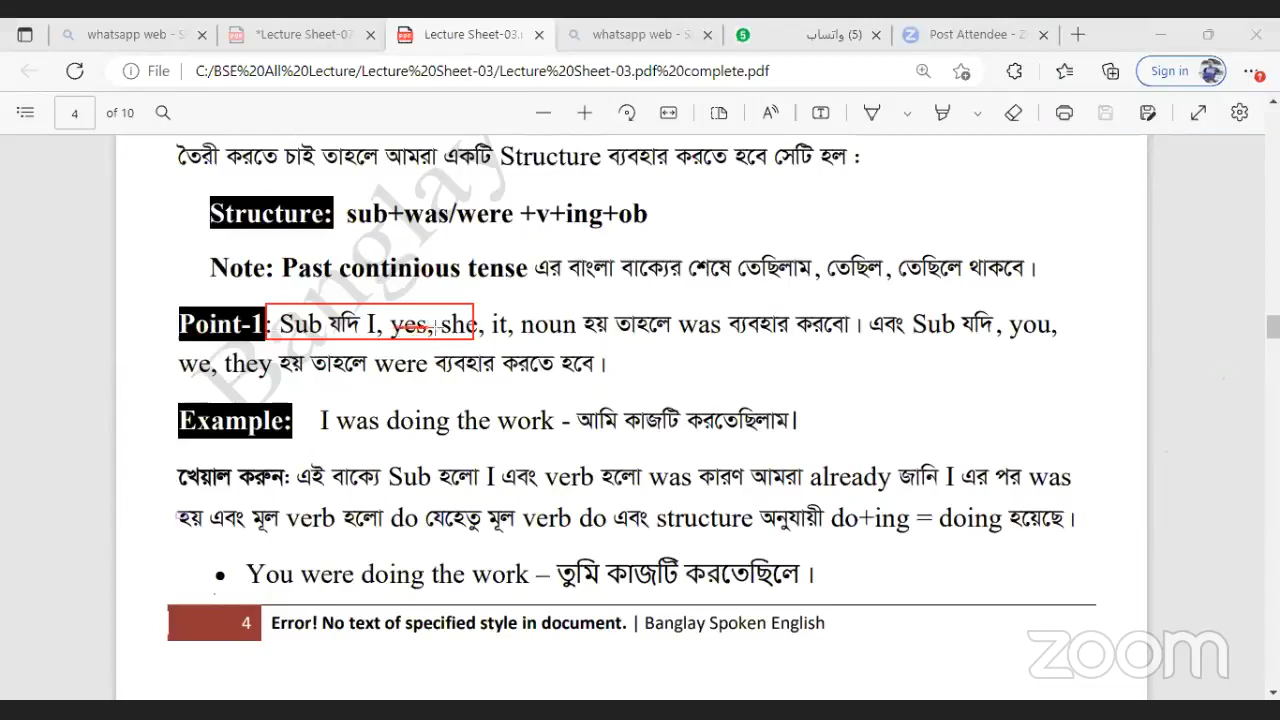 whatsapp web - S
*Lecture Sheet-07
Lecture Sheet-03.
whatsapp web - S
(5) واتساب
Post Attendee - Z
File
C:/BSE%20All%20Lecture/Lecture%20Sheet-03/Lecture%20Sheet-03.pdf%20complete.pdf
Sign in
4 of 10
তৈরী করতে চাই তাহলে আমরা একটি Structure ব্যবহার করতে হবে সেটি হল :
Structure: sub+was/were +v+ing+ob
Note: Past continious tense এর বাংলা বাক্যের শেষে তেছিলাম, তেছিল, তেছিলে থাকবে।
Point-1: Sub যদি I, yes, she, it, noun হয় তাহলে was ব্যবহার করবো। এবং Sub যদি, you,
we, they হয় তাহলে were ব্যবহার করতে হবে।
Example: I was doing the work - আমি কাজটি করতেছিলাম।
খেয়াল করুন: এই বাক্যে Sub হলো I এবং verb হলো was কারণ আমরা already জানি I এর পর was
হয় এবং মূল verb হলো do যেহেতু মূল verb do এবং structure অনুযায়ী do+ing = doing হয়েছে।
• You were doing the work – তুমি কাজটি করতেছিলে।
4 Error! No text of specified style in document. | Banglay Spoken English
Banglay
zoom